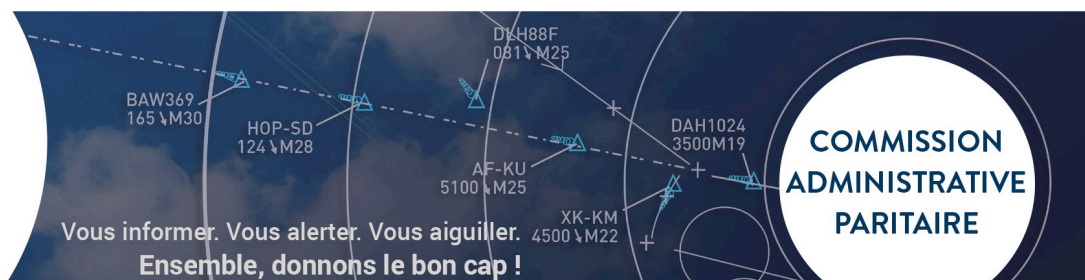 DLH88F
081↘M25
BAW369
165↘M30
HOP-SD
124↘M28
DAH1024
3500M19
AF-KU
5100↘M25
XK-KM
4500↘M22
COMMISSION
ADMINISTRATIVE
PARITAIRE
Vous informer. Vous alerter. Vous aiguiller.
Ensemble, donnons le bon cap !